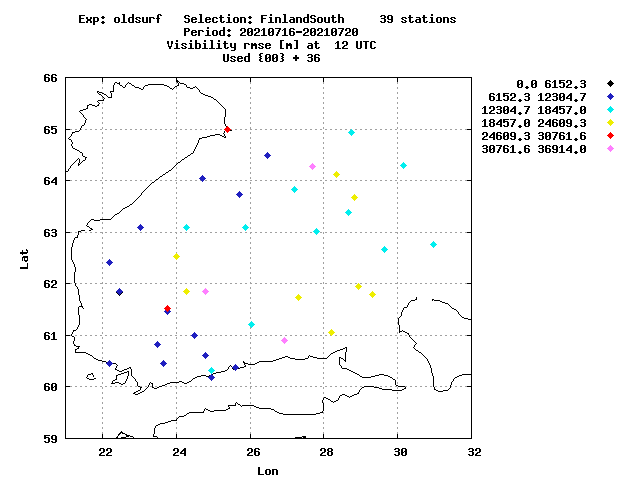 Exp: oldsurf   Selection: FinlandSouth     39 stations
Period: 20210716-20210720
Visibility rmse [m] at  12 UTC
Used {00} + 36
0.0 6152.3
6152.3 12304.7
12304.7 18457.0
18457.0 24609.3
24609.3 30761.6
30761.6 36914.0
66
65
64
63
62
61
60
59
Lat
22 24 26 28 30 32
Lon